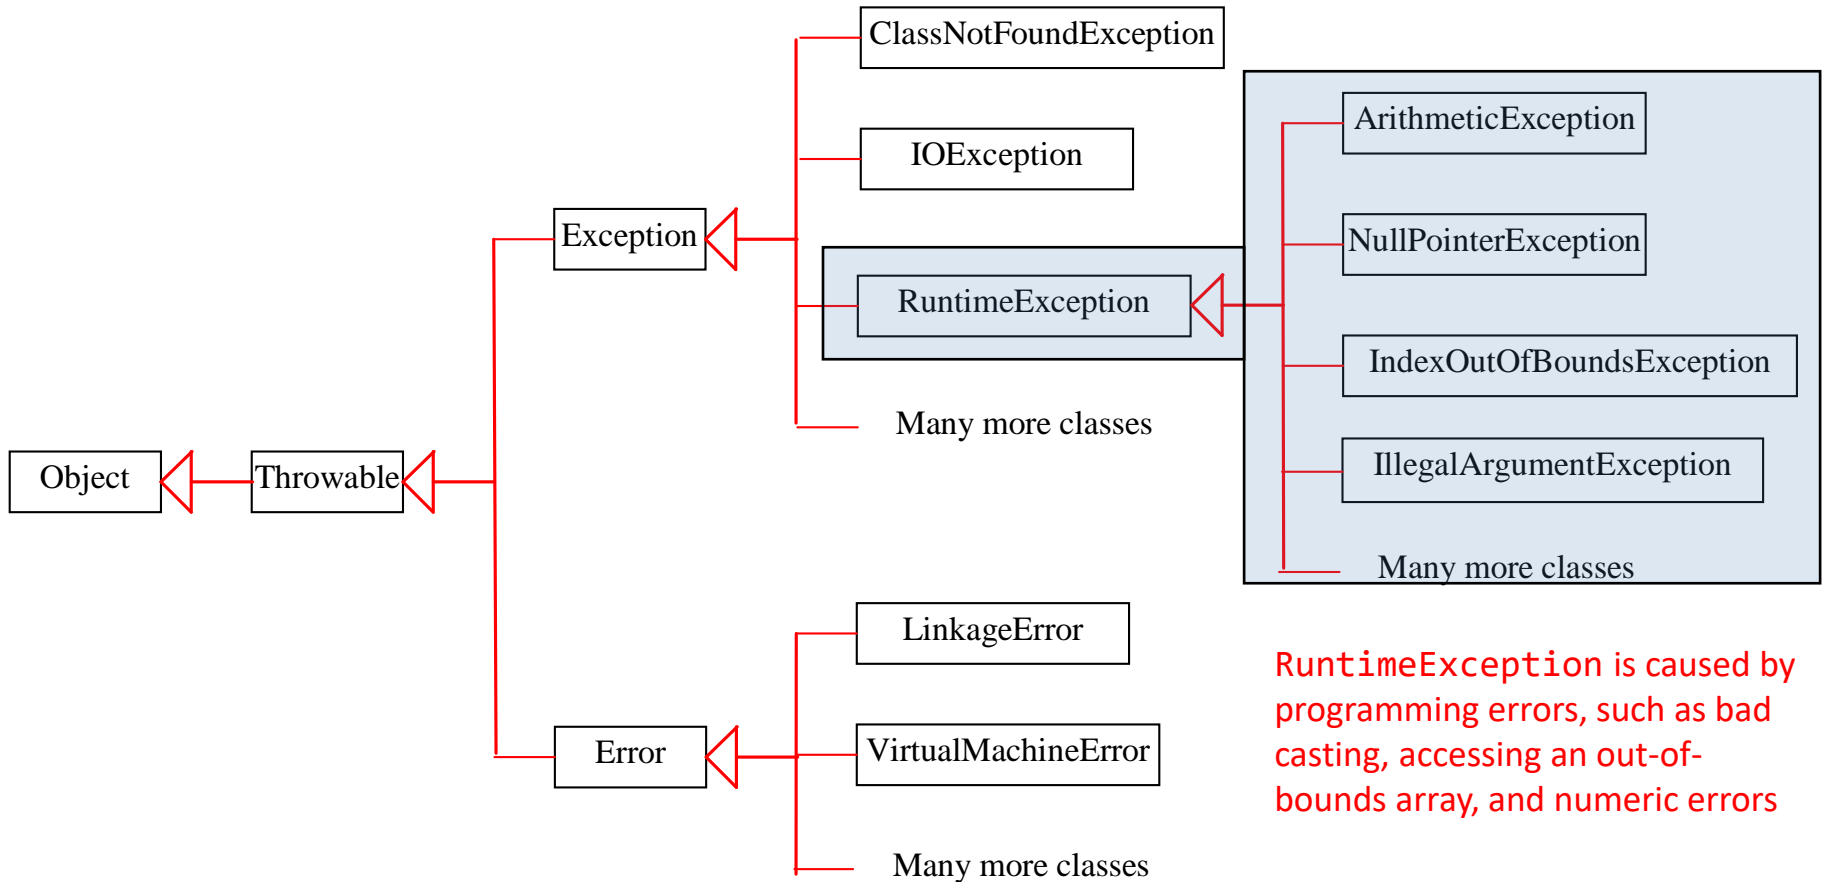 ClassNotFoundException
ArithmeticException
IOException
NullPointerException
Exception
RuntimeException
IndexOutOfBoundsException
Many more classes
IllegalArgumentException
Object
Throwable
Many more classes
LinkageError
RuntimeException is caused by
programming errors, such as bad
casting, accessing an out-of-
bounds array, and numeric errors
Error
VirtualMachineError
Many more classes